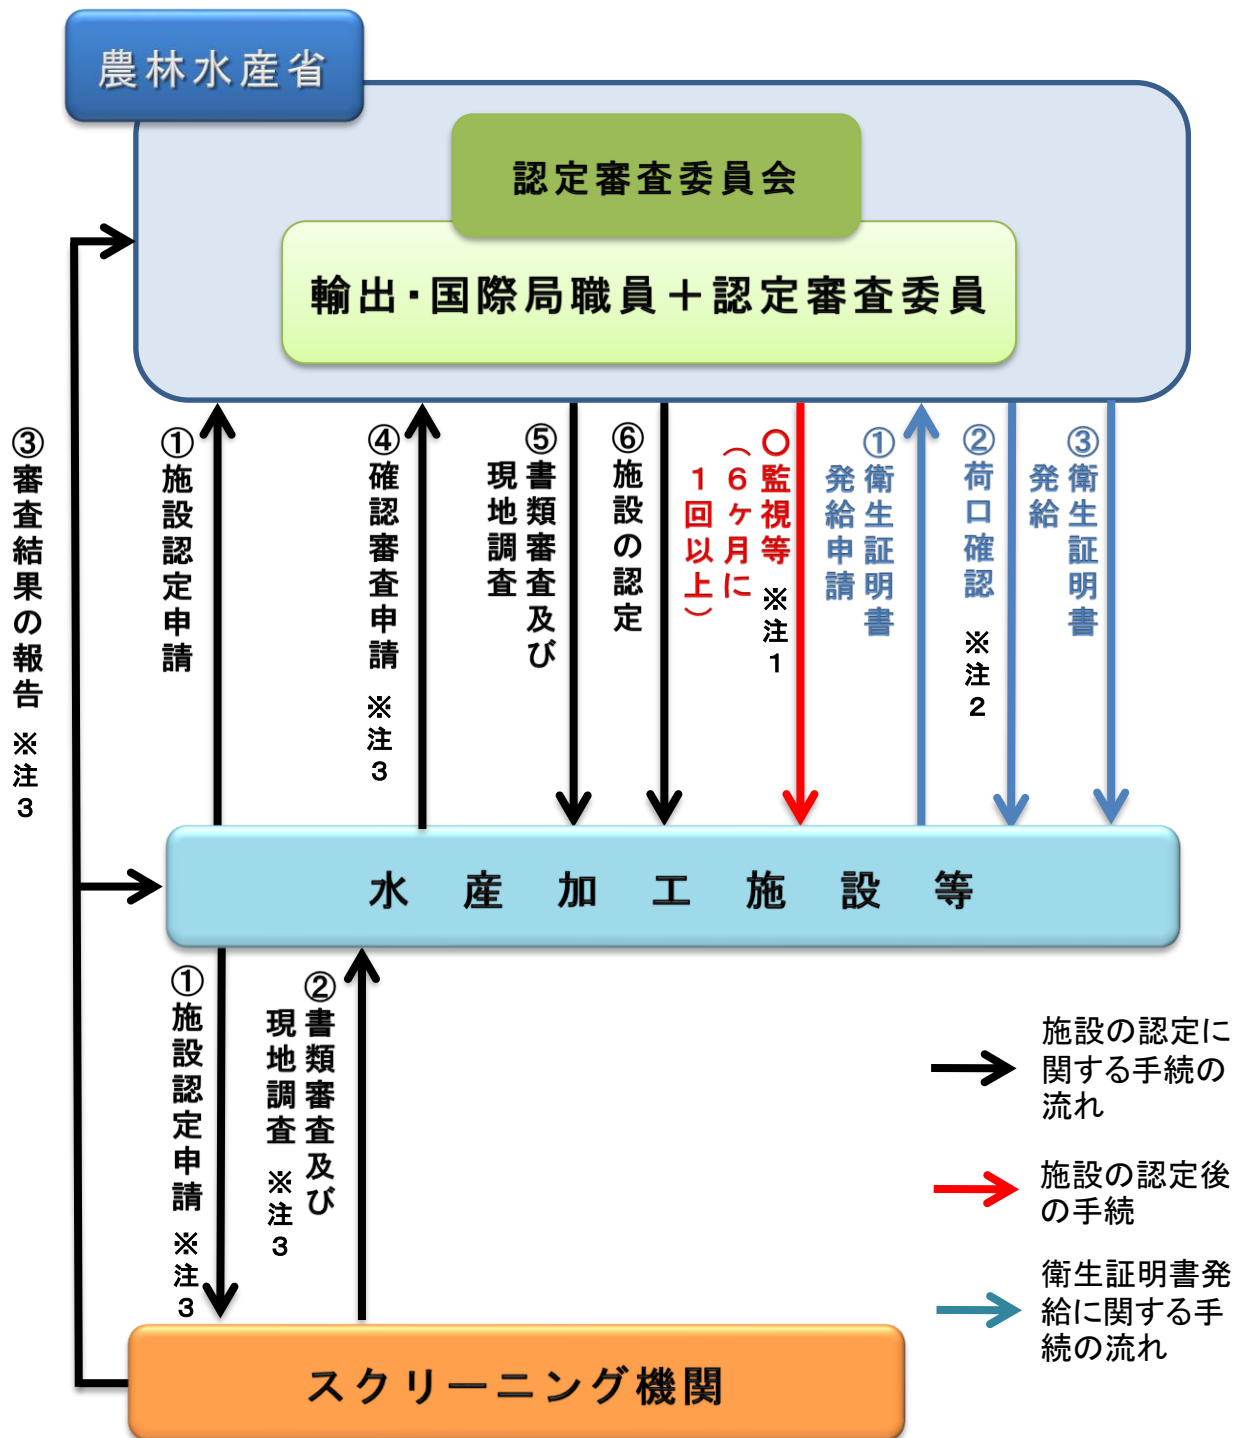 農林水産省
認定審査委員会
輸出・国際局職員＋認定審査委員
③審査結果の報告 ※注3
①施設認定申請
④確認審査申請 ※注3
⑤書類審査及び
現地調査
⑥施設の認定
○監視等 ※注1
（6ヶ月に
1回以上）
①衛生証明書
発給申請
②荷口確認 ※注2
③衛生証明書
発給
水産加工施設等
①施設認定申請 ※注3
②書類審査及び
現地調査 ※注3
施設の認定に
関する手続の
流れ
施設の認定後
の手続
衛生証明書発
給に関する手
続の流れ
スクリーニング機関